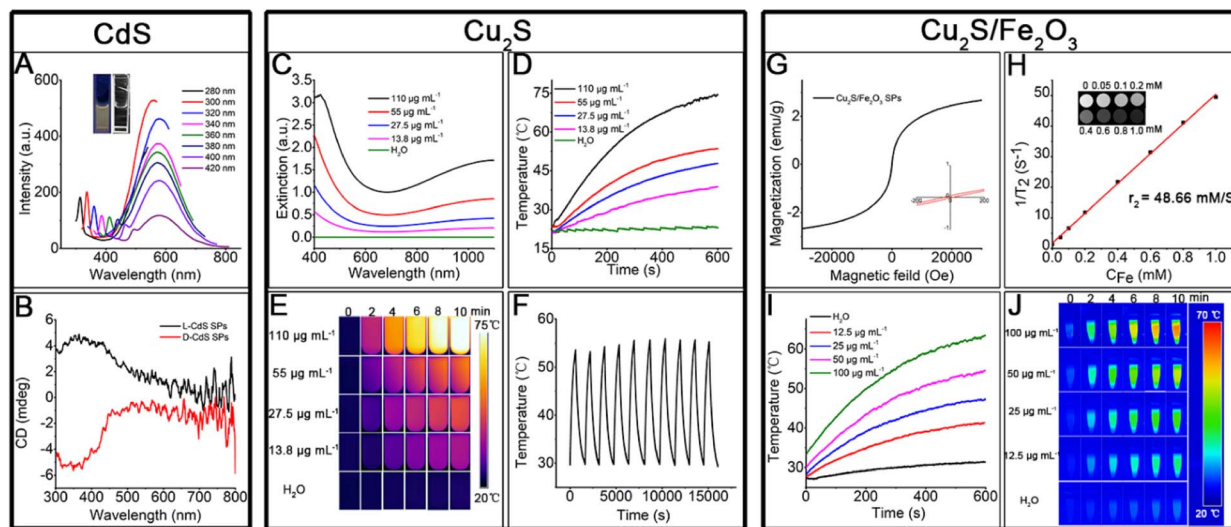 CdS
A
Intensity (a.u.)
600
500
400
300
200
100
0
280 nm
300 nm
320 nm
340 nm
360 nm
380 nm
400 nm
420 nm
300 400 500 600 700 800
Wavelength (nm)
B
CD (mdeg)
6
4
2
0
-2
-4
-6
L-CdS SPs
D-CdS SPs
300 400 500 600 700 800
Wavelength (nm)
Cu2S
C
Extinction (a.u.)
3.5
3.0
2.5
2.0
1.5
1.0
0.5
0.0
110 µg mL-1
55 µg mL-1
27.5 µg mL-1
13.8 µg mL-1
H2O
400 600 800 1000
Wavelength (nm)
D
Temperature (℃)
75
60
45
30
15
110 µg mL-1
55 µg mL-1
27.5 µg mL-1
13.8 µg mL-1
H2O
0 200 400 600
Time (s)
E
0 2 4 6 8 10 min
110 µg mL-1
55 µg mL-1
27.5 µg mL-1
13.8 µg mL-1
H2O
75℃
20℃
F
Temperature (℃)
60
55
50
45
40
35
30
0 5000 10000 15000
Time (s)
Cu2S/Fe2O3
G
Magnetization (emu/g)
4
2
0
-2
Cu2S/Fe2O3 SPs
1
-200
0
200
-1
-20000 0 20000
Magnetic feild (Oe)
H
1/T2 (S-1)
50
40
30
20
10
0
0 0.05 0.1 0.2 mM
0.4 0.6 0.8 1.0 mM
r2 = 48.66 mM/S
0.0 0.2 0.4 0.6 0.8 1.0
CFe (mM)
I
Temperature (℃)
60
50
40
30
H2O
12.5 µg mL-1
25 µg mL-1
50 µg mL-1
100 µg mL-1
0 200 400 600
Time (s)
J
0 2 4 6 8 10 min
100 µg mL-1
50 µg mL-1
25 µg mL-1
12.5 µg mL-1
H2O
70 ℃
20 ℃